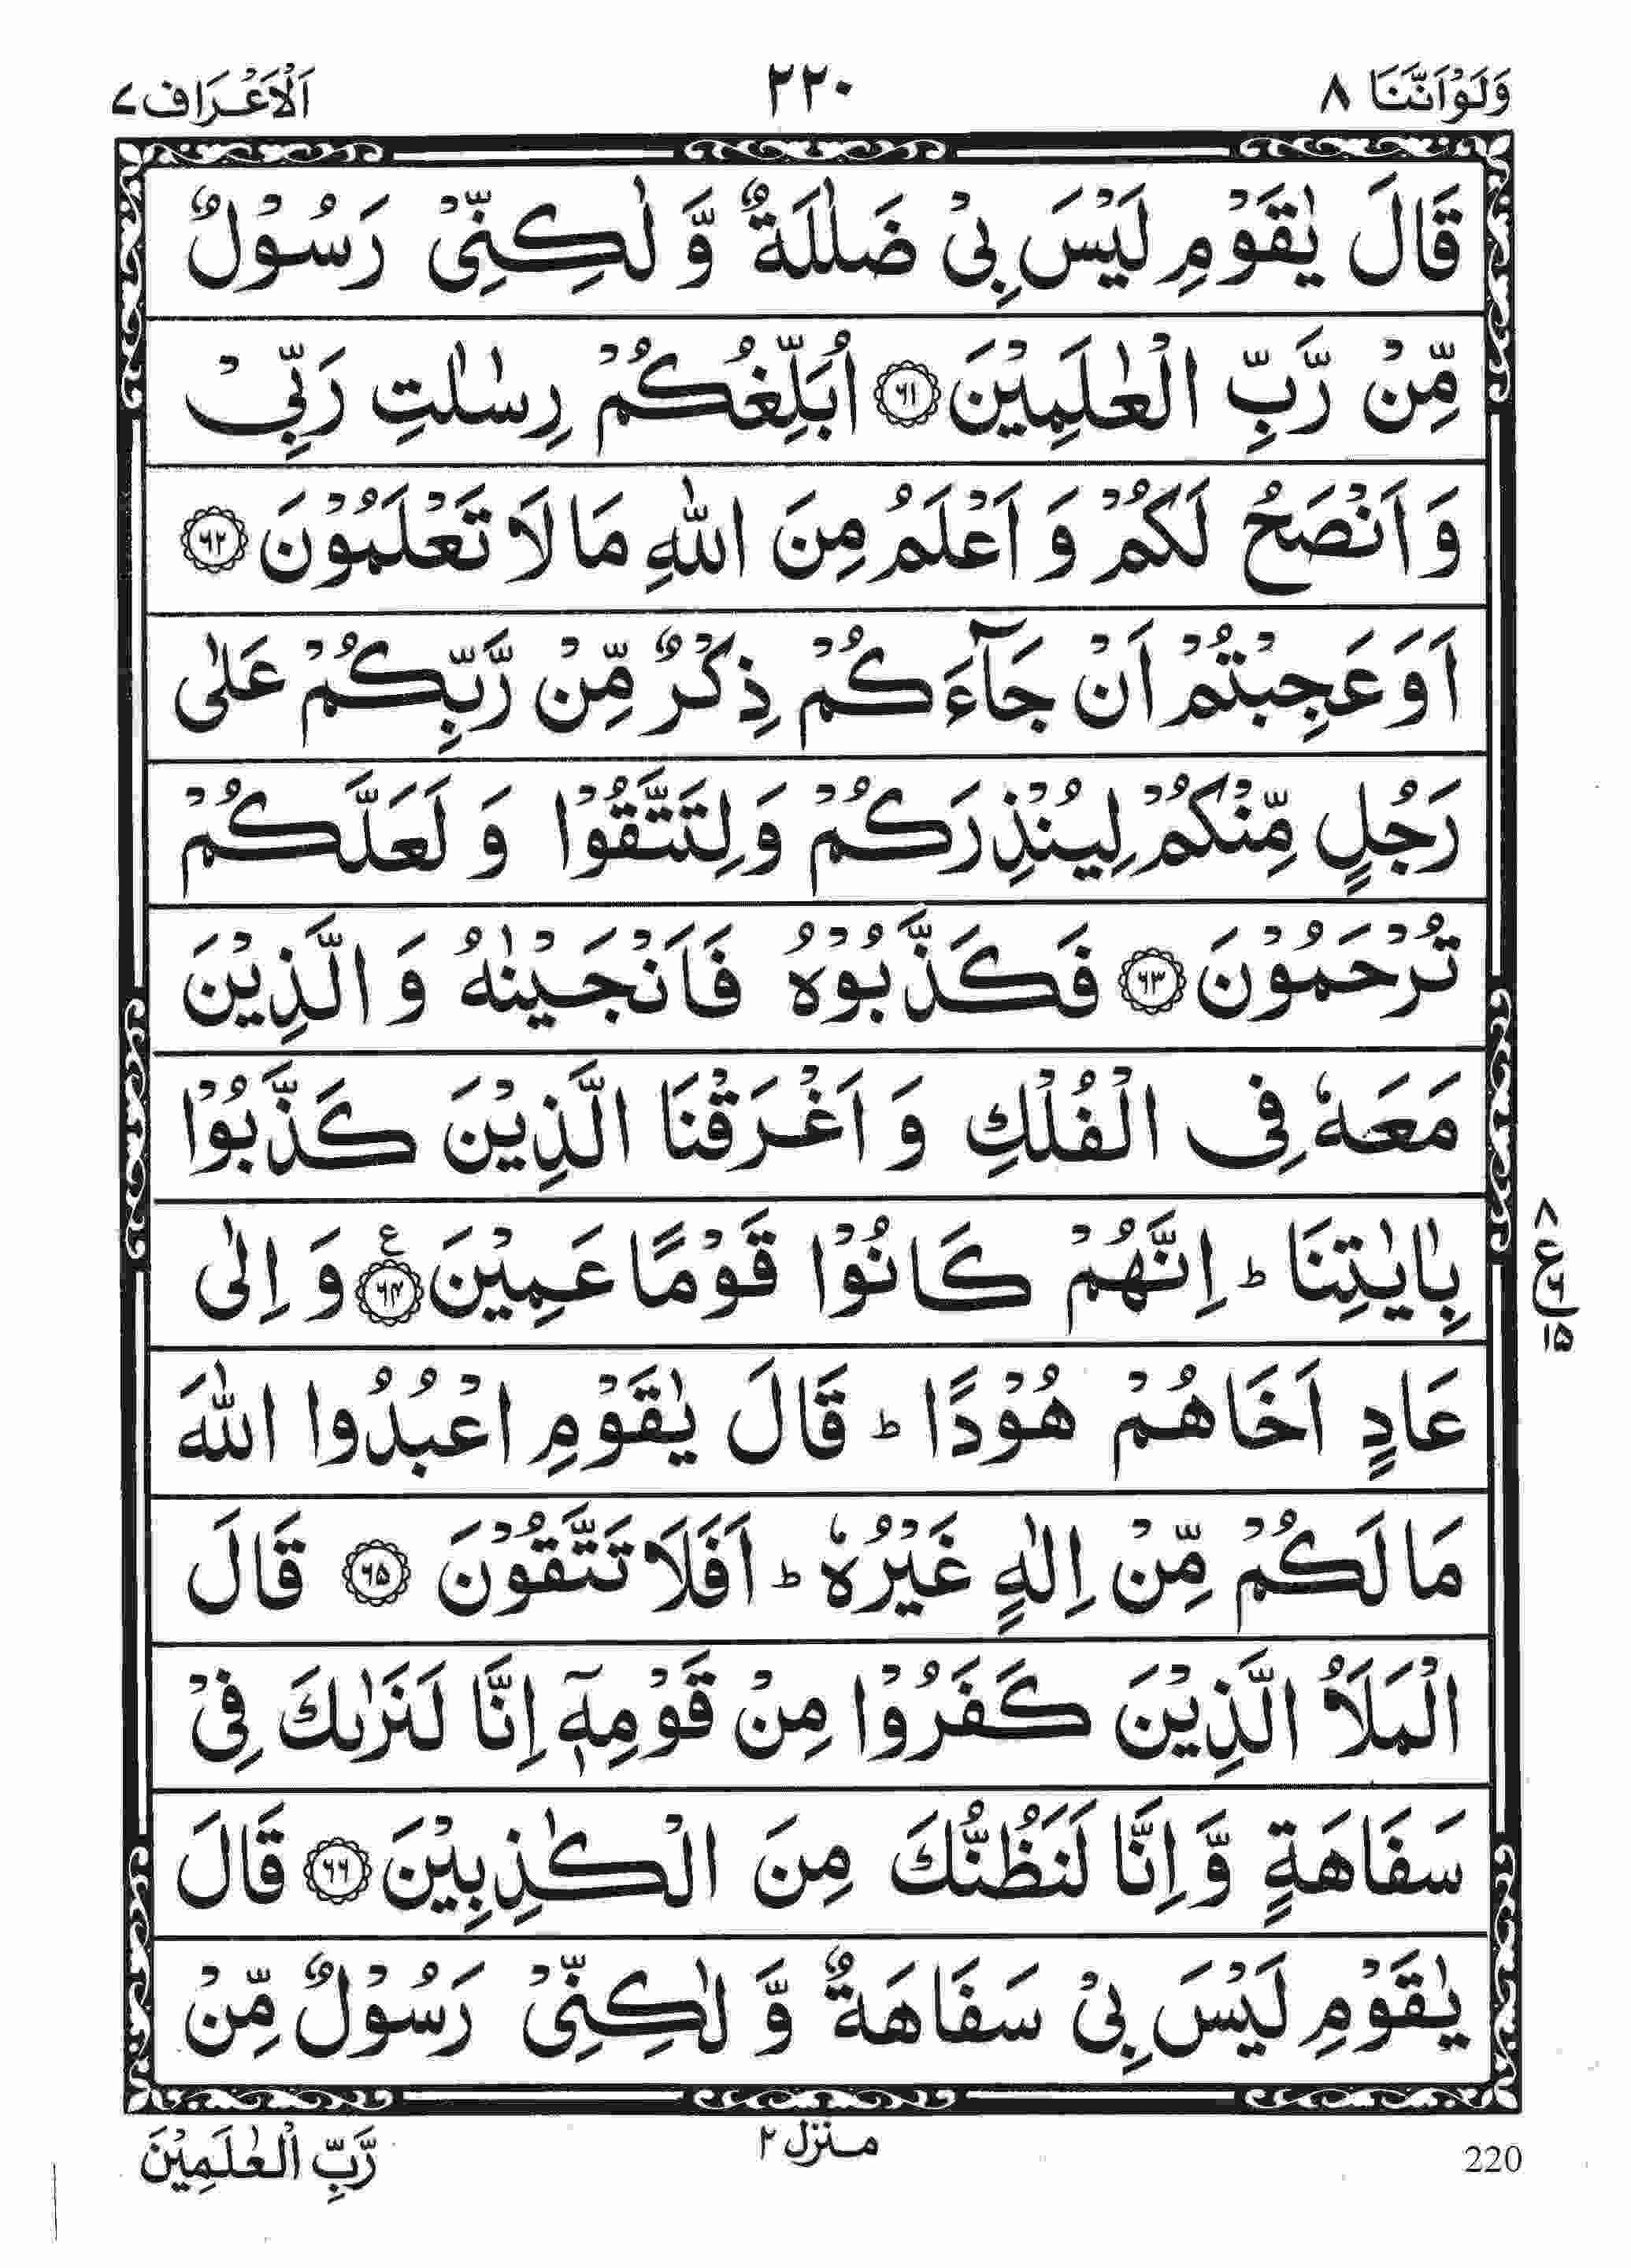 وَلَوْاَنَّنَا ٨
٢٢٠
اَلْاَعْرَاف ٧
قَالَ يٰقَوْمِ لَيْسَ بِيْ ضَلٰلَةٌ وَّ لٰكِنِّيْ رَسُوْلٌ
مِّنْ رَّبِّ الْعٰلَمِيْنَ ۝٦١ اُبَلِّغُكُمْ رِسٰلٰتِ رَبِّيْ
وَ اَنْصَحُ لَكُمْ وَ اَعْلَمُ مِنَ اللّٰهِ مَا لَا تَعْلَمُوْنَ ۝٦٢
اَوَ عَجِبْتُمْ اَنْ جَآءَكُمْ ذِكْرٌ مِّنْ رَّبِّكُمْ عَلٰى
رَجُلٍ مِّنْكُمْ لِيُنْذِرَكُمْ وَ لِتَتَّقُوْا وَ لَعَلَّكُمْ
تُرْحَمُوْنَ ۝٦٣ فَكَذَّبُوْهُ فَاَنْجَيْنٰهُ وَ الَّذِيْنَ
مَعَهٗ فِي الْفُلْكِ وَ اَغْرَقْنَا الَّذِيْنَ كَذَّبُوْا
بِاٰيٰتِنَا ؕ اِنَّهُمْ كَانُوْا قَوْمًا عَمِيْنَ ۝٦٤ ع وَ اِلٰى
٨
ع ٦
١٥
عَادٍ اَخَاهُمْ هُوْدًا ؕ قَالَ يٰقَوْمِ اعْبُدُوا اللّٰهَ
مَا لَكُمْ مِّنْ اِلٰهٍ غَيْرُهٗ ؕ اَفَلَا تَتَّقُوْنَ ۝٦٥ قَالَ
الْمَلَاُ الَّذِيْنَ كَفَرُوْا مِنْ قَوْمِهٖٓ اِنَّا لَنَرٰىكَ فِيْ
سَفَاهَةٍ وَّ اِنَّا لَنَظُنُّكَ مِنَ الْكٰذِبِيْنَ ۝٦٦ قَالَ
يٰقَوْمِ لَيْسَ بِيْ سَفَاهَةٌ وَّ لٰكِنِّيْ رَسُوْلٌ مِّنْ
رَّبِّ الْعٰلَمِيْنَ
منزل ٢
220